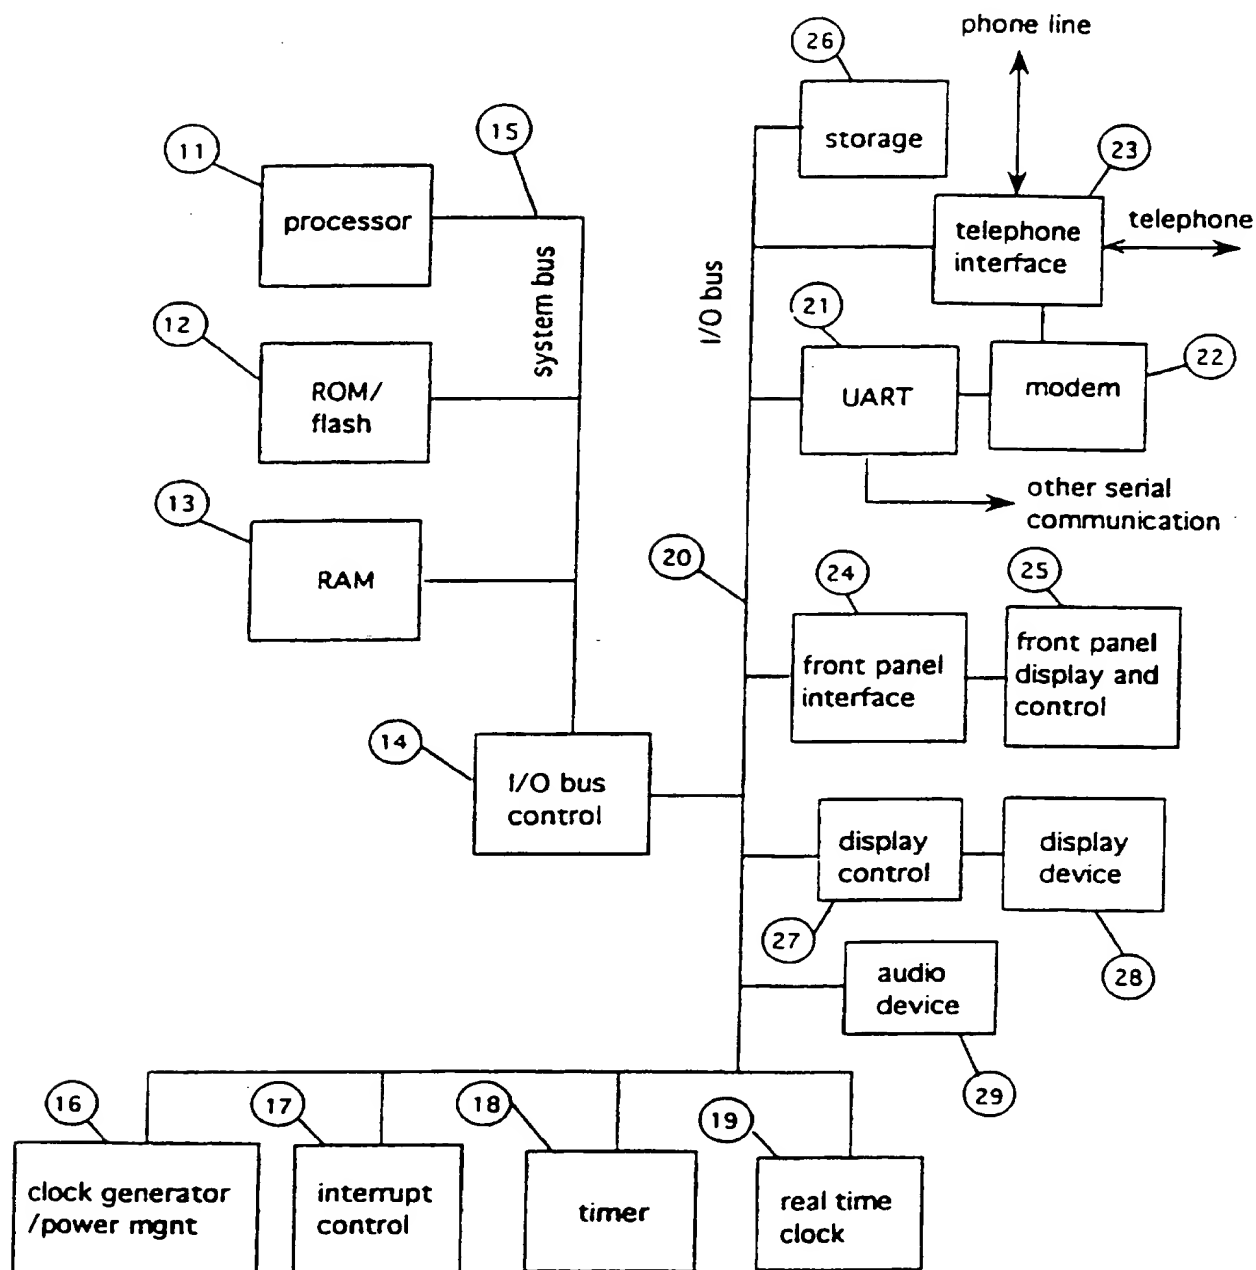 26
phone line
storage
11
15
23
processor
telephone
interface
telephone
system bus
I/O bus
12
21
22
ROM/
flash
UART
modem
13
other serial
communication
RAM
20
24
25
front panel
interface
front panel
display and
control
14
I/O bus
control
display
control
display
device
27
28
audio
device
29
16
17
18
19
clock generator
/power mgnt
interrupt
control
timer
real time
clock